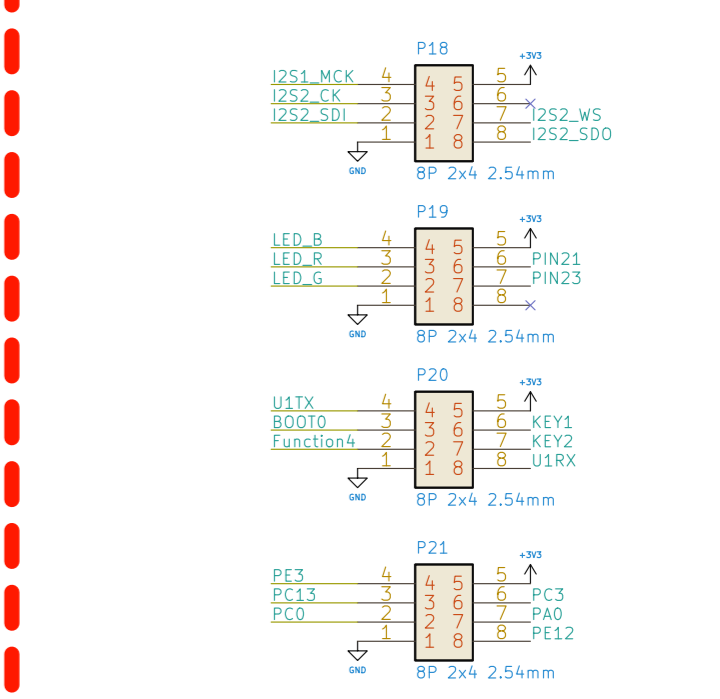 P18
+3V3
I2S1_MCK 4 4 5 5
I2S2_CK 3 3 6 6
I2S2_SDI 2 2 7 7 I2S2_WS
1 1 8 8 I2S2_SDO
GND
8P 2x4 2.54mm
P19
+3V3
LED_B 4 4 5 5
LED_R 3 3 6 6 PIN21
LED_G 2 2 7 7 PIN23
1 1 8 8
GND
8P 2x4 2.54mm
P20
+3V3
U1TX 4 4 5 5
BOOT0 3 3 6 6 KEY1
Function4 2 2 7 7 KEY2
1 1 8 8 U1RX
GND
8P 2x4 2.54mm
P21
+3V3
PE3 4 4 5 5
PC13 3 3 6 6 PC3
PC0 2 2 7 7 PA0
1 1 8 8 PE12
GND
8P 2x4 2.54mm